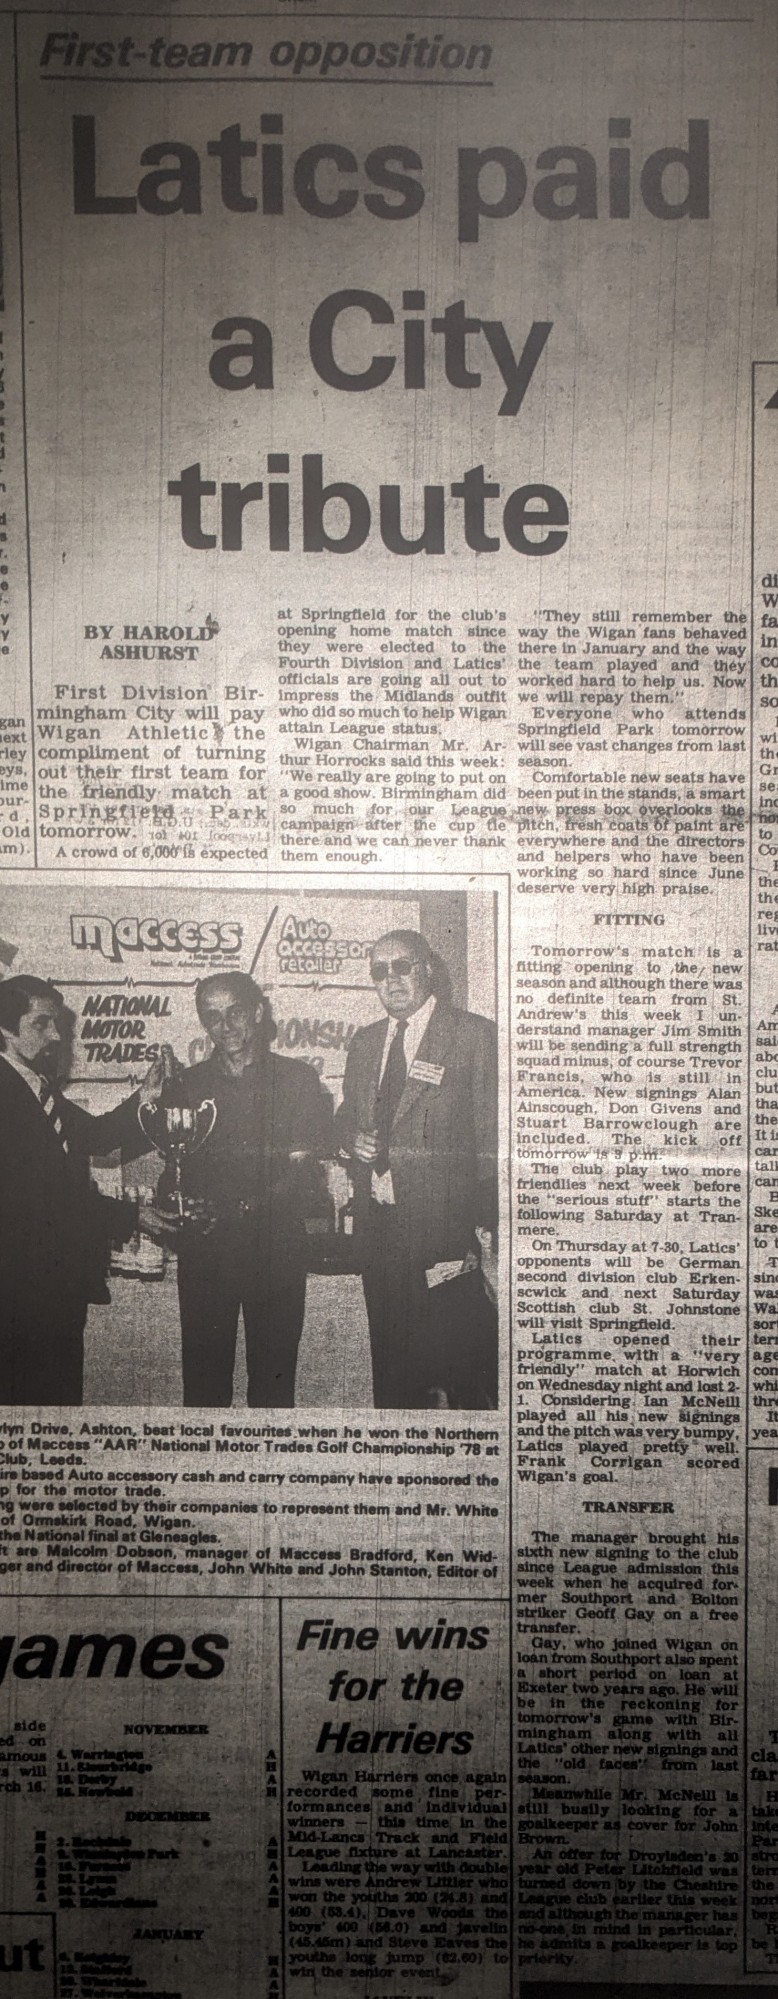 First-team opposition
Latics paid
a City
tribute
BY HAROLD
ASHURST
First Division Bir-
mingham City will pay
Wigan Athletic the
compliment of turning
out their first team for
the friendly match at
Springfield Park
tomorrow.
A crowd of 6,000 is expected
at Springfield for the club's
opening home match since
they were elected to the
Fourth Division and Latics'
officials are going all out to
impress the Midlands outfit
who did so much to help Wigan
attain League status.
Wigan Chairman Mr. Ar-
thur Horrocks said this week:
"We really are going to put on
a good show. Birmingham did
so much for our League
campaign after the cup tie
there and we can never thank
them enough.
"They still remember the
way the Wigan fans behaved
there in January and the way
the team played and they
worked hard to help us. Now
we will repay them."
Everyone who attends
Springfield Park tomorrow
will see vast changes from last
season.
Comfortable new seats have
been put in the stands, a smart
new press box overlooks the
pitch, fresh coats of paint are
everywhere and the directors
and helpers who have been
working so hard since June
deserve very high praise.
FITTING
Tomorrow's match is a
fitting opening to the new
season and although there was
no definite team from St.
Andrew's this week I un-
derstand manager Jim Smith
will be sending a full strength
squad minus, of course Trevor
Francis, who is still in
America. New signings Alan
Ainscough, Don Givens and
Stuart Barrowclough are
included. The kick off
tomorrow is 3 p.m.
The club play two more
friendlies next week before
the "serious stuff" starts the
following Saturday at Tran-
mere.
On Thursday at 7-30, Latics'
opponents will be German
second division club Erken-
scwick and next Saturday
Scottish club St. Johnstone
will visit Springfield.
Latics opened their
programme with a "very
friendly" match at Horwich
on Wednesday night and lost 2-
1. Considering Ian McNeill
played all his new signings
and the pitch was very bumpy,
Latics played pretty well.
Frank Corrigan scored
Wigan's goal.
TRANSFER
The manager brought his
sixth new signing to the club
since League admission this
week when he acquired for-
mer Southport and Bolton
striker Geoff Gay on a free
transfer.
Gay, who joined Wigan on
loan from Southport also spent
a short period on loan at
Exeter two years ago. He will
be in the reckoning for
tomorrow's game with Bir-
mingham along with all
Latics' other new signings and
the "old faces" from last
season.
Meanwhile Mr. McNeill is
still busily looking for a
goalkeeper as cover for John
Brown.
An offer for Droylsden's 20
year old Peter Litchfield was
turned down by the Cheshire
League club earlier this week
and although the manager has
no-one in mind in particular,
he admits a goalkeeper is top
priority.
maccess
Auto
accessory
retailer
NATIONAL
MOTOR
TRADES
lyn Drive, Ashton, beat local favourites when he won the Northern
of Maccess "AAR" National Motor Trades Golf Championship '78 at
Club, Leeds.
ire based Auto accessory cash and carry company have sponsored the
p for the motor trade.
ng were selected by their companies to represent them and Mr. White
of Ormskirk Road, Wigan.
the National final at Gleneagles.
ft are Malcolm Dobson, manager of Maccess Bradford, Ken Wid-
ger and director of Maccess, John White and John Stanton, Editor of
games
side
ed on
amous
s will
rch 16.
NOVEMBER
4. Warrington A
11. Stourbridge H
18. Derby A
DECEMBER
JANUARY
Fine wins
for the
Harriers
Wigan Harriers once again
recorded some fine per-
formances and individual
winners — this time in the
Mid-Lancs Track and Field
League fixture at Lancaster.
Leading the way with double
wins were Andrew Littler who
won the youths 200 (24.8) and
400 (53.4), Dave Woods the
boys' 400 (58.0) and javelin
(45.45m) and Steve Eaves the
youths long jump (62.60) to
win the senior event.